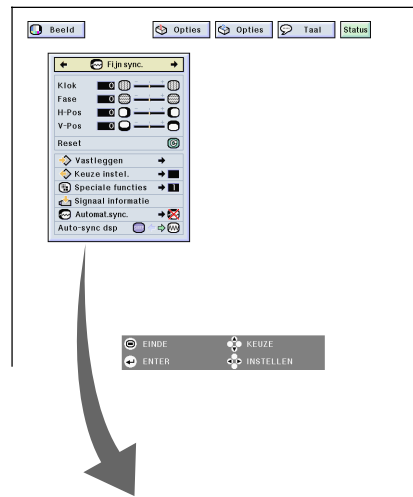 Beeld Opties Opties Taal Status
Fijn sync.
Klok 0
Fase 0
H-Pos 0
V-Pos 0
Reset
Vastleggen
Keuze instel.
Speciale functies 1
Signaal informatie
Automat.sync.
Auto-sync dsp
EINDE KEUZE
ENTER INSTELLEN